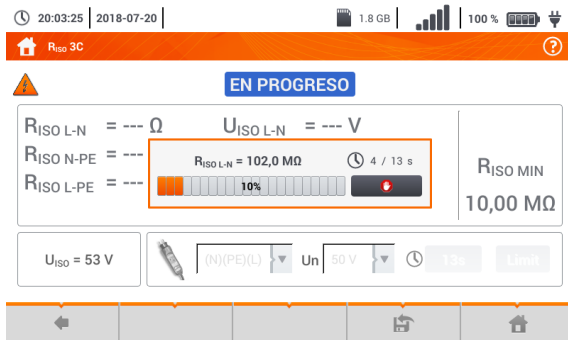 20:03:25 2018-07-20 1.8 GB 100 %
RISO 3C ?
EN PROGRESO
RISO L-N = --- Ω UISO L-N = --- V
RISO N-PE = ---
RISO L-PE = ---
RISO L-N = 102,0 MΩ 4 / 13 s
10%
RISO MIN
10,00 MΩ
UISO = 53 V
(N)(PE)(L) Un 50 V 13s Limit